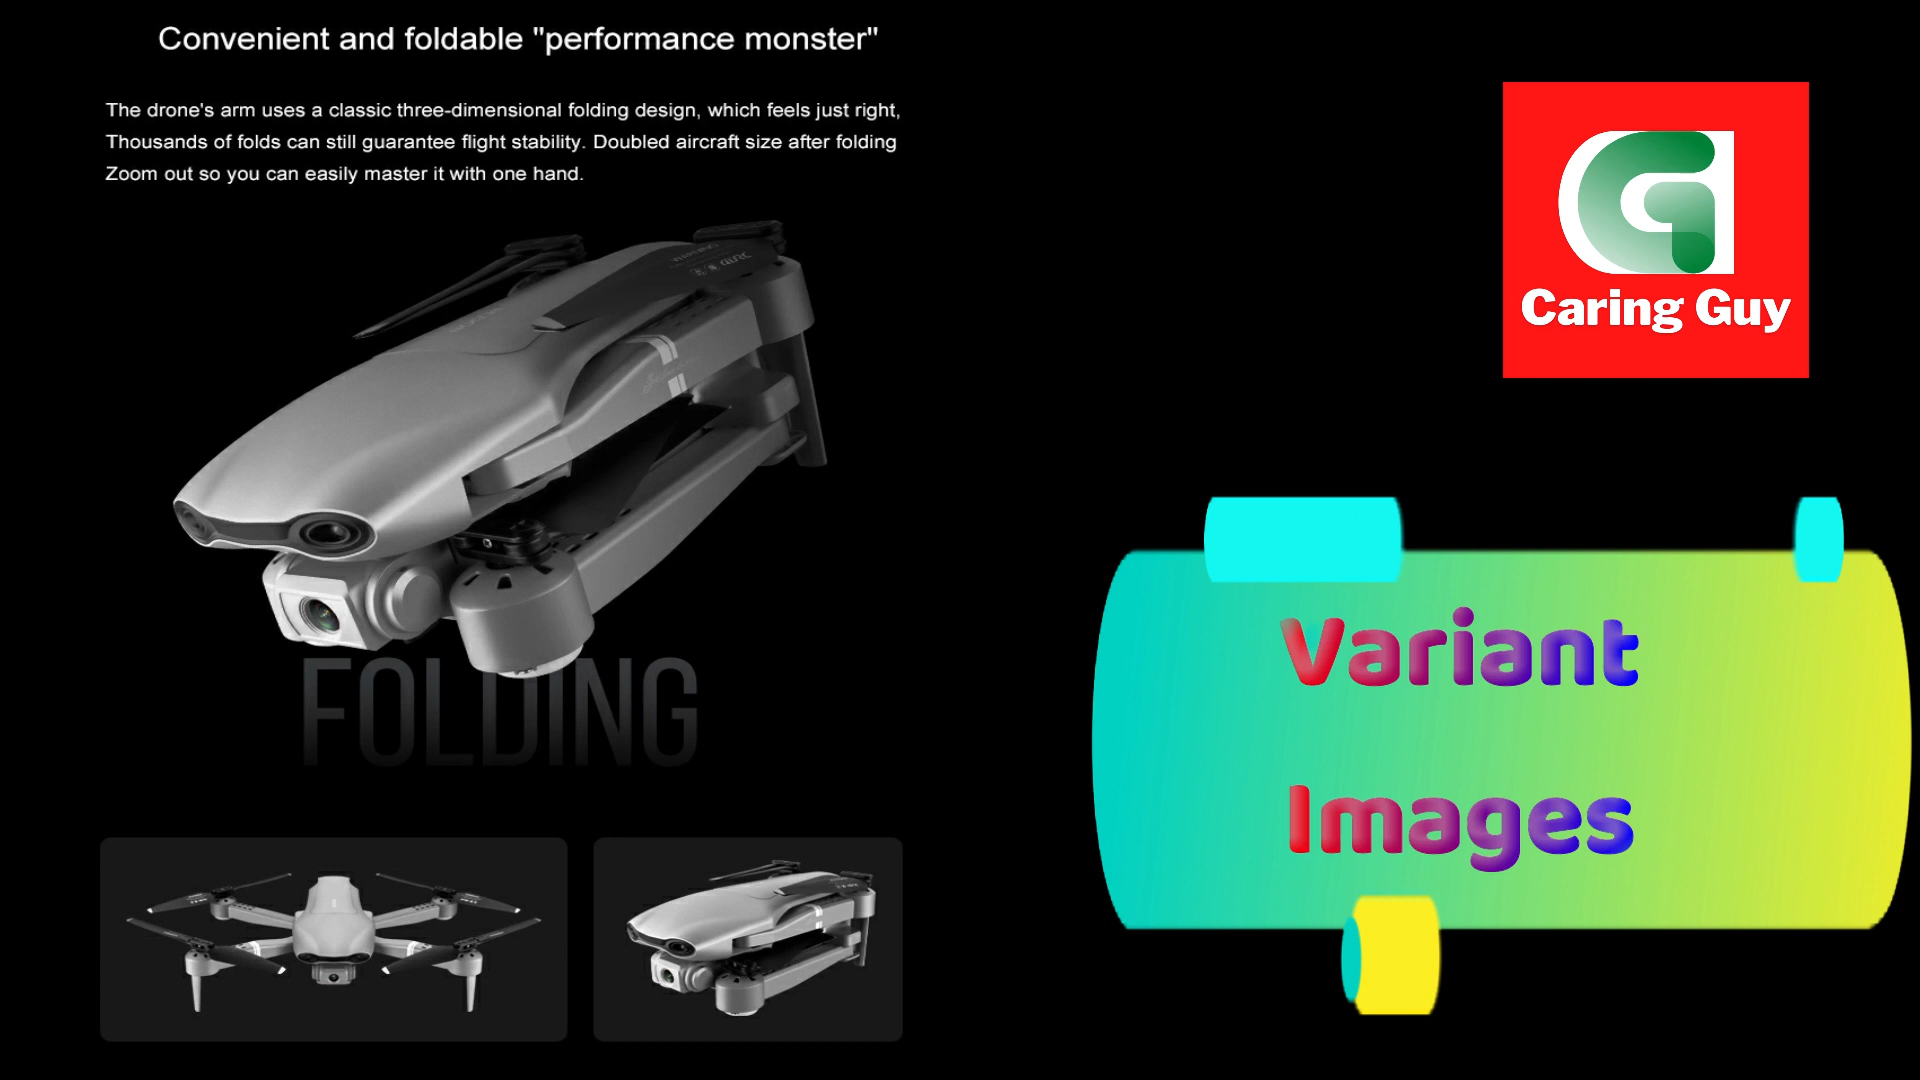 Convenient and foldable "performance monster"
The drone's arm uses a classic three-dimensional folding design, which feels just right,
Thousands of folds can still guarantee flight stability. Doubled aircraft size after folding
Zoom out so you can easily master it with one hand.
FOLDING
Caring Guy
Variant
Images